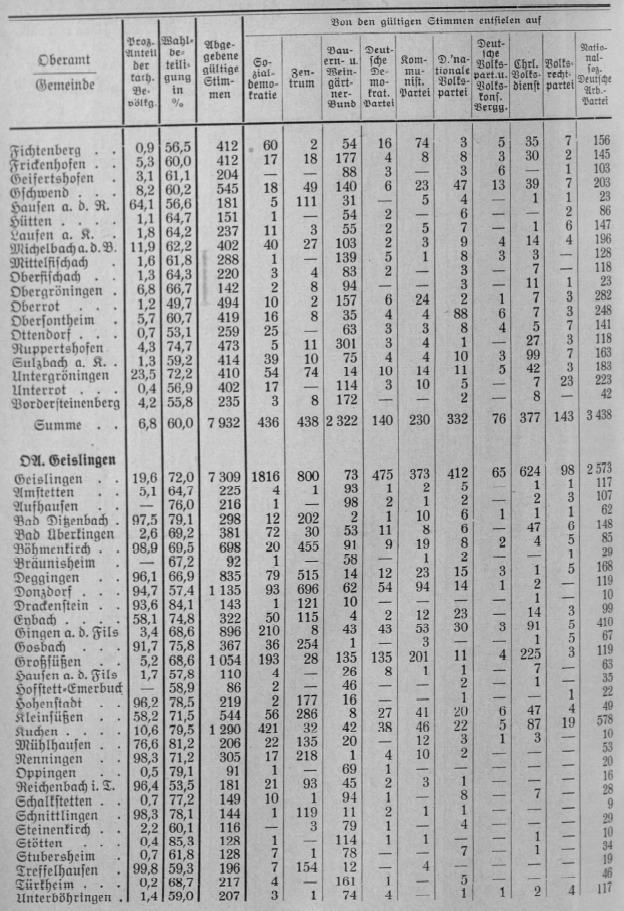 Oberamt
Gemeinde
Proz. Anteil der kath. Bevölkg.
Wahlbeteiligung in %
Abgegebene gültige Stimmen
Von den gültigen Stimmen entfielen auf
Sozialdemokratie
Zentrum
Bauern- u. Weingärtner-Bund
Deutsche Demokrat. Partei
Kommunist. Partei
D.'nationale Volkspartei
Deutsche Volkspart. u. Volkskons. Vergg.
Chrl. Volksdienst
Volksrechtpartei
National-soz. Deutsche Arb.-Partei
Fichtenberg . . 0,9 56,5 412 60 2 54 16 74 3 5 35 7 156
Frickenhofen . . 5,3 60,0 412 17 18 177 4 8 8 3 30 2 145
Geifertshofen . 3,1 61,1 204 — — 88 3 — 3 6 — 1 103
Gschwend . . . 8,2 60,2 545 18 49 140 6 23 47 13 39 7 203
Hausen a. d. R. 64,1 56,6 181 5 111 31 — 5 4 — 1 1 23
Hütten . . . 1,1 64,7 151 1 — 54 2 — 6 — — 2 86
Laufen a. K. . . 1,8 64,2 237 11 3 55 2 5 7 — 1 6 147
Michelbach a. d. B. 11,9 62,2 402 40 27 103 2 3 9 4 14 4 196
Mittelfischach . . 1,6 61,8 288 1 — 139 5 1 8 3 3 — 128
Oberfischach . . 1,3 64,3 220 3 4 83 2 — 3 — 7 — 118
Obergröningen . 6,8 66,7 142 2 8 94 — — 3 — 11 1 23
Oberrot . . . 1,2 49,7 494 10 2 157 6 24 2 1 7 3 282
Obersontheim . . 5,7 60,7 419 16 8 35 4 4 88 6 7 3 248
Ottendorf . . . 0,7 53,1 259 25 — 63 3 3 8 4 5 7 141
Ruppertshofen . 4,3 74,7 473 5 11 301 3 4 1 — 27 3 118
Sulzbach a. K. . 1,3 59,2 414 39 10 75 4 4 10 3 99 7 163
Untergröningen . 23,5 72,2 410 54 74 14 10 14 11 5 42 3 183
Unterrot . . . 0,4 56,9 402 17 — 114 3 10 5 — 7 23 223
Vordersteinenberg 4,2 55,8 235 3 8 172 — — 2 — 8 — 42
Summe . . 6,8 60,0 7 932 436 438 2 322 140 230 332 76 377 143 3 438
OA. Geislingen
Geislingen . . 19,6 72,0 7 309 1816 800 73 475 373 412 65 624 98 2 573
Amstetten . . . 5,1 64,7 225 4 1 93 1 2 5 — 1 1 117
Aufhausen . . — 76,0 216 1 — 98 2 1 2 — 2 3 107
Bad Ditzenbach . 97,5 79,1 298 12 202 2 1 10 6 1 1 1 62
Bad Überkingen 2,6 69,2 381 72 30 53 11 8 6 — 47 6 148
Böhmenkirch . . 98,9 69,5 698 20 455 91 9 19 8 2 4 5 85
Bräunisheim . — 67,2 92 1 — 58 — 1 2 — — 1 29
Deggingen . . 96,1 66,9 835 79 515 14 12 23 15 3 1 5 168
Donzdorf . . . 94,7 57,4 1 135 93 696 62 54 94 14 1 2 — 119
Drackenstein . . 93,6 84,1 143 1 121 10 — — — — 1 — 10
Eybach . . . . 58,1 74,8 322 50 115 4 2 12 23 — 14 3 99
Gingen a. d. Fils 3,4 68,6 896 210 8 43 43 53 30 3 91 5 410
Gosbach . . . 91,7 75,8 367 36 254 1 — 3 — — 1 5 67
Großsüßen . . 5,2 68,6 1 054 193 28 135 135 201 11 4 225 3 119
Hausen a. d. Fils 1,7 57,8 110 4 — 26 8 1 1 — 7 — 63
Hofstett-Emerbuch — 58,9 86 2 — 46 — — 2 — 1 — 35
Hohenstadt . . 96,2 78,5 219 2 177 16 — — 1 — — 1 22
Kleinsüßen . . 58,2 71,5 544 56 286 8 27 41 20 6 47 4 49
Kuchen . . . 10,6 79,5 1 290 421 32 42 38 46 22 5 87 19 578
Mühlhausen . . 76,6 81,2 206 22 135 20 — 12 3 1 3 — 10
Nenningen . . 98,3 71,2 305 17 218 1 4 10 2 — — — 53
Oppingen . . 0,5 79,1 91 1 — 69 1 — — — — — 20
Reichenbach i. T. 96,4 53,5 181 21 93 45 2 3 1 — — — 16
Schalkstetten . . 0,7 77,2 149 10 1 94 1 — 8 — 7 — 28
Schnittlingen . 98,3 78,1 144 1 119 11 2 1 1 — — — 9
Steinenkirch . . 2,2 60,1 116 — 3 79 1 — 4 — — — 29
Stötten . . . 0,4 85,3 128 1 — 114 1 1 — — 1 — 10
Stubersheim . 0,7 61,8 128 7 1 78 — — 7 — 1 — 34
Treffelhausen . 99,8 59,3 196 7 154 12 — 4 — — — — 19
Türkheim . . . 0,2 68,7 217 4 — 161 1 — 5 — — — 46
Unterböhringen . 1,4 59,0 207 3 1 74 4 — 1 1 2 4 117